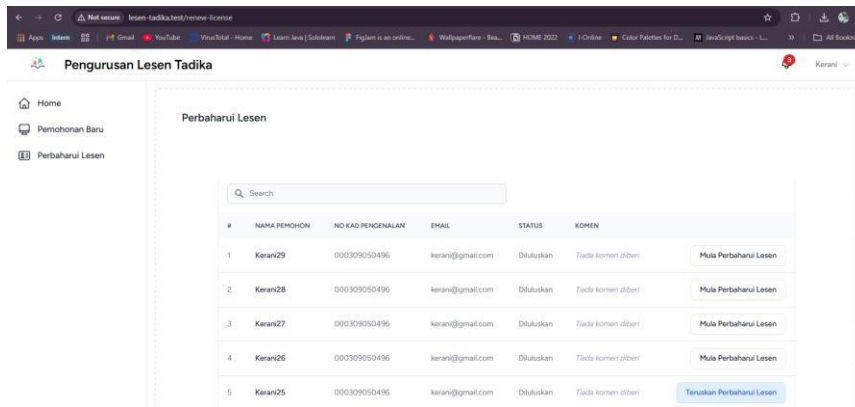 Not secure lesen-tadika.test/renew-license
Apps Intern Gmail YouTube VirusTotal - Home Learn Java | Sololearn FigJam is an online... Wallpaperflare - Bea... HOME 2022 I-Online Color Palettes for D... JavaScript basics - L... » All Bookm
Pengurusan Lesen Tadika 3 Kerani
Home
Pemohonan Baru
Perbaharui Lesen
Perbaharui Lesen
Search
# NAMA PEMOHON NO KAD PENGENALAN EMAIL STATUS KOMEN
1 Kerani29 000309050496 kerani@gmail.com Diluluskan Tiada komen diberi Mula Perbaharui Lesen
2 Kerani28 000309050496 kerani@gmail.com Diluluskan Tiada komen diberi Mula Perbaharui Lesen
3 Kerani27 000309050496 kerani@gmail.com Diluluskan Tiada komen diberi Mula Perbaharui Lesen
4 Kerani26 000309050496 kerani@gmail.com Diluluskan Tiada komen diberi Mula Perbaharui Lesen
5 Kerani25 000309050496 kerani@gmail.com Diluluskan Tiada komen diberi Teruskan Perbaharui Lesen